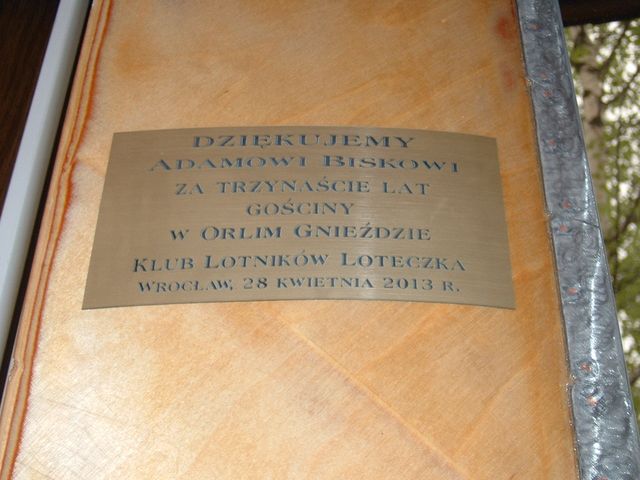 DZIĘKUJEMY
ADAMOWI BISKOWI
ZA TRZYNAŚCIE LAT
GOŚCINY
W ORLIM GNIEŹDZIE
KLUB LOTNIKÓW LOTECZKA
WROCŁAW, 28 KWIETNIA 2013 R.